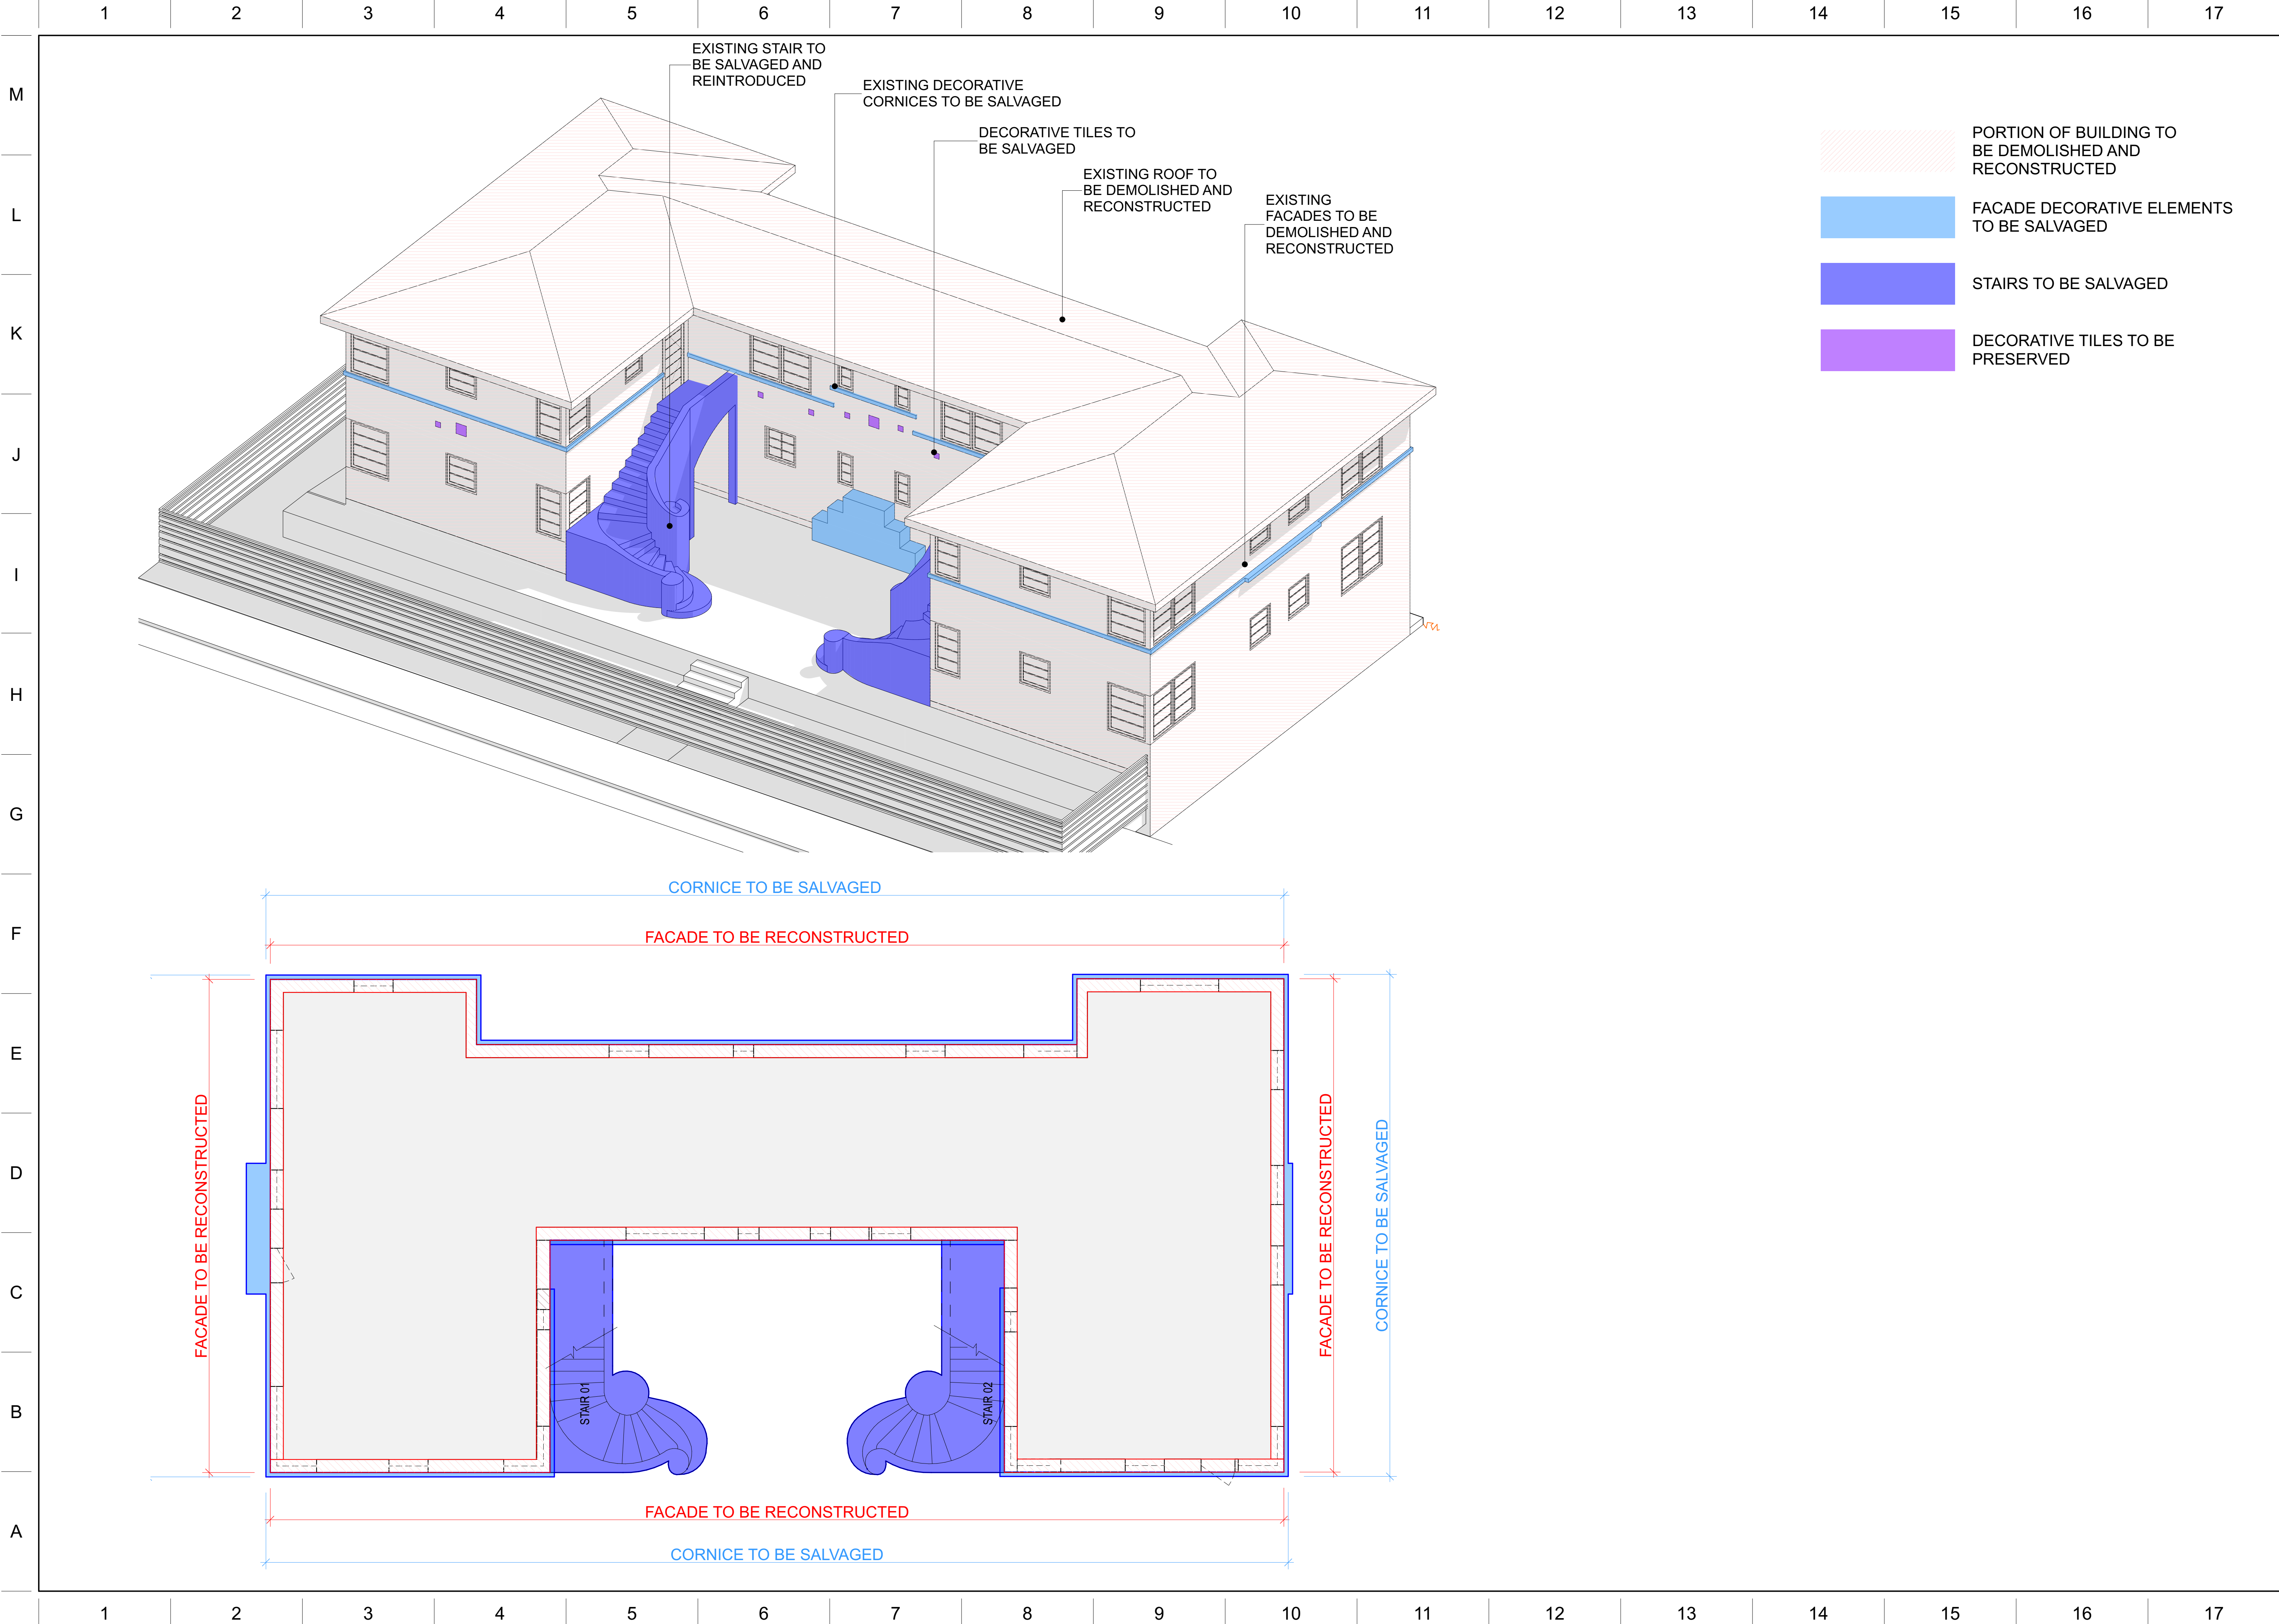 1 2 3 4 5 6 7 8 9 10 11 12 13 14 15 16 17
M
L
K
J
I
H
G
F
E
D
C
B
A
EXISTING STAIR TO
BE SALVAGED AND
REINTRODUCED
EXISTING DECORATIVE
CORNICES TO BE SALVAGED
DECORATIVE TILES TO
BE SALVAGED
EXISTING ROOF TO
BE DEMOLISHED AND
RECONSTRUCTED
EXISTING
FACADES TO BE
DEMOLISHED AND
RECONSTRUCTED
PORTION OF BUILDING TO
BE DEMOLISHED AND
RECONSTRUCTED
FACADE DECORATIVE ELEMENTS
TO BE SALVAGED
STAIRS TO BE SALVAGED
DECORATIVE TILES TO BE
PRESERVED
CORNICE TO BE SALVAGED
FACADE TO BE RECONSTRUCTED
FACADE TO BE RECONSTRUCTED
FACADE TO BE RECONSTRUCTED
CORNICE TO BE SALVAGED
STAIR 01
STAIR 02
FACADE TO BE RECONSTRUCTED
CORNICE TO BE SALVAGED
1 2 3 4 5 6 7 8 9 10 11 12 13 14 15 16 17